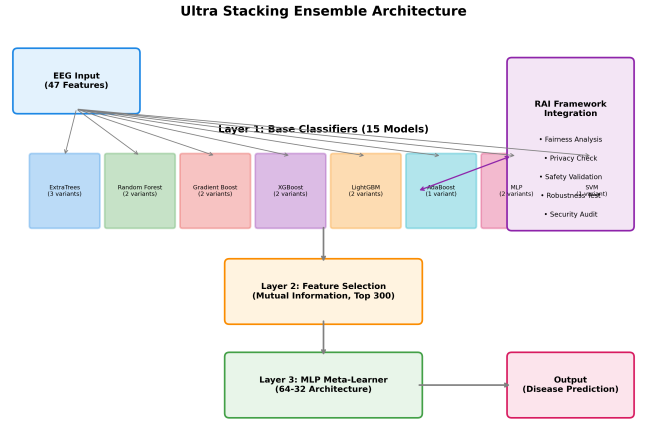 Ultra Stacking Ensemble Architecture
EEG Input
(47 Features)
RAI Framework
Integration
• Fairness Analysis
• Privacy Check
• Safety Validation
• Robustness Test
• Security Audit
Layer 1: Base Classifiers (15 Models)
ExtraTrees
(3 variants)
Random Forest
(2 variants)
Gradient Boost
(2 variants)
XGBoost
(2 variants)
LightGBM
(2 variants)
AdaBoost
(1 variant)
MLP
(2 variants)
SVM
(1 variant)
Layer 2: Feature Selection
(Mutual Information, Top 300)
Layer 3: MLP Meta-Learner
(64-32 Architecture)
Output
(Disease Prediction)